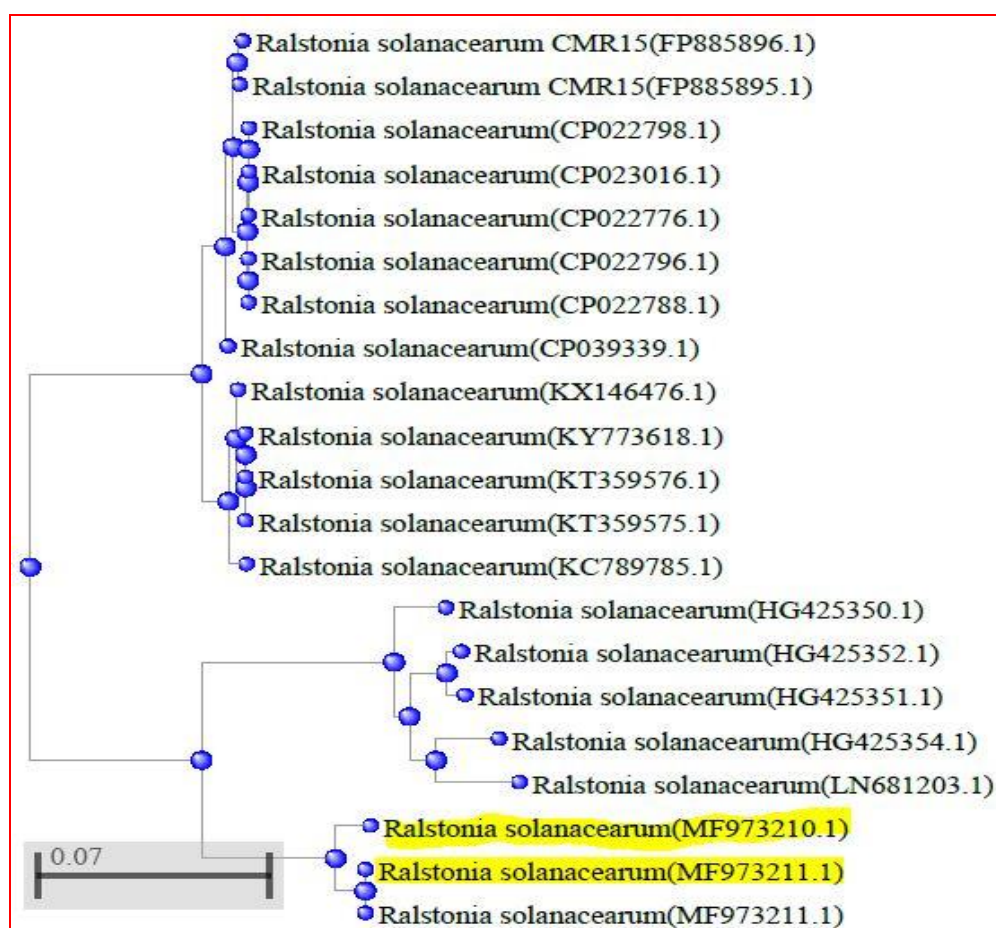 Ralstonia solanacearum CMR15(FP885896.1)
Ralstonia solanacearum CMR15(FP885895.1)
Ralstonia solanacearum(CP022798.1)
Ralstonia solanacearum(CP023016.1)
Ralstonia solanacearum(CP022776.1)
Ralstonia solanacearum(CP022796.1)
Ralstonia solanacearum(CP022788.1)
Ralstonia solanacearum(CP039339.1)
Ralstonia solanacearum(KX146476.1)
Ralstonia solanacearum(KY773618.1)
Ralstonia solanacearum(KT359576.1)
Ralstonia solanacearum(KT359575.1)
Ralstonia solanacearum(KC789785.1)
Ralstonia solanacearum(HG425350.1)
Ralstonia solanacearum(HG425352.1)
Ralstonia solanacearum(HG425351.1)
Ralstonia solanacearum(HG425354.1)
Ralstonia solanacearum(LN681203.1)
Ralstonia solanacearum(MF973210.1)
0.07
Ralstonia solanacearum(MF973211.1)
Ralstonia solanacearum(MF973211.1)